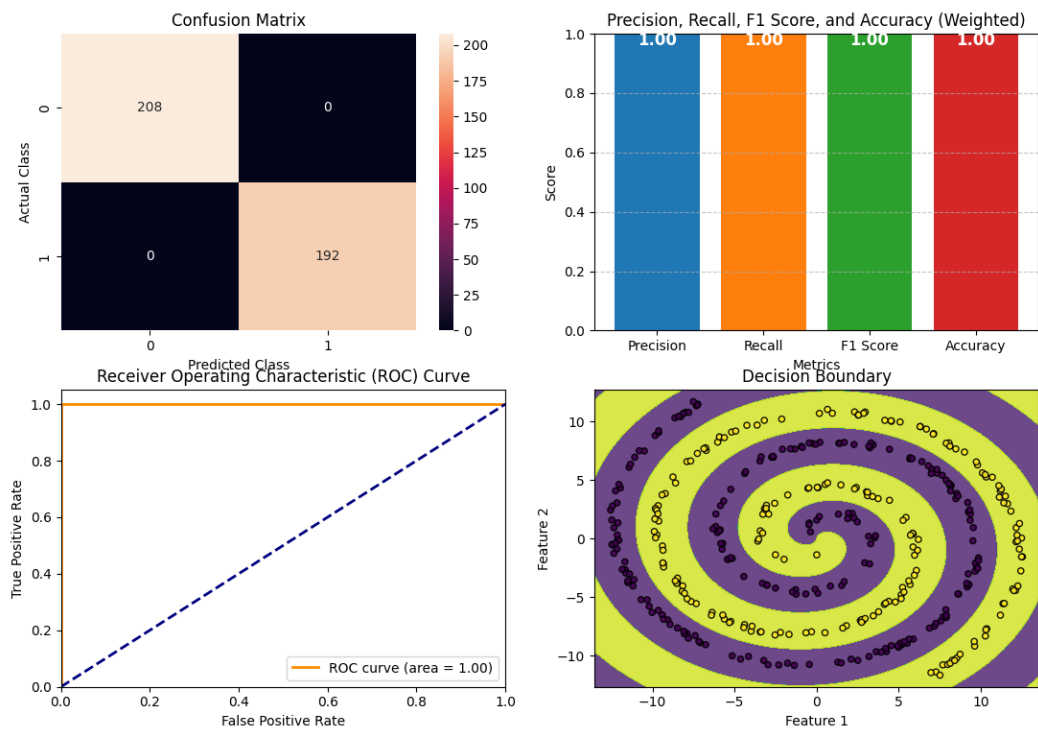 Confusion Matrix
Actual Class
0
1
208
0
0
192
0
1
Predicted Class
200
175
150
125
100
75
50
25
0
Precision, Recall, F1 Score, and Accuracy (Weighted)
Score
1.0
0.8
0.6
0.4
0.2
0.0
1.00
1.00
1.00
1.00
Precision
Recall
F1 Score
Accuracy
Metrics
Receiver Operating Characteristic (ROC) Curve
True Positive Rate
1.0
0.8
0.6
0.4
0.2
0.0
ROC curve (area = 1.00)
0.0
0.2
0.4
0.6
0.8
1.0
False Positive Rate
Decision Boundary
Feature 2
10
5
0
−5
−10
−10
−5
0
5
10
Feature 1